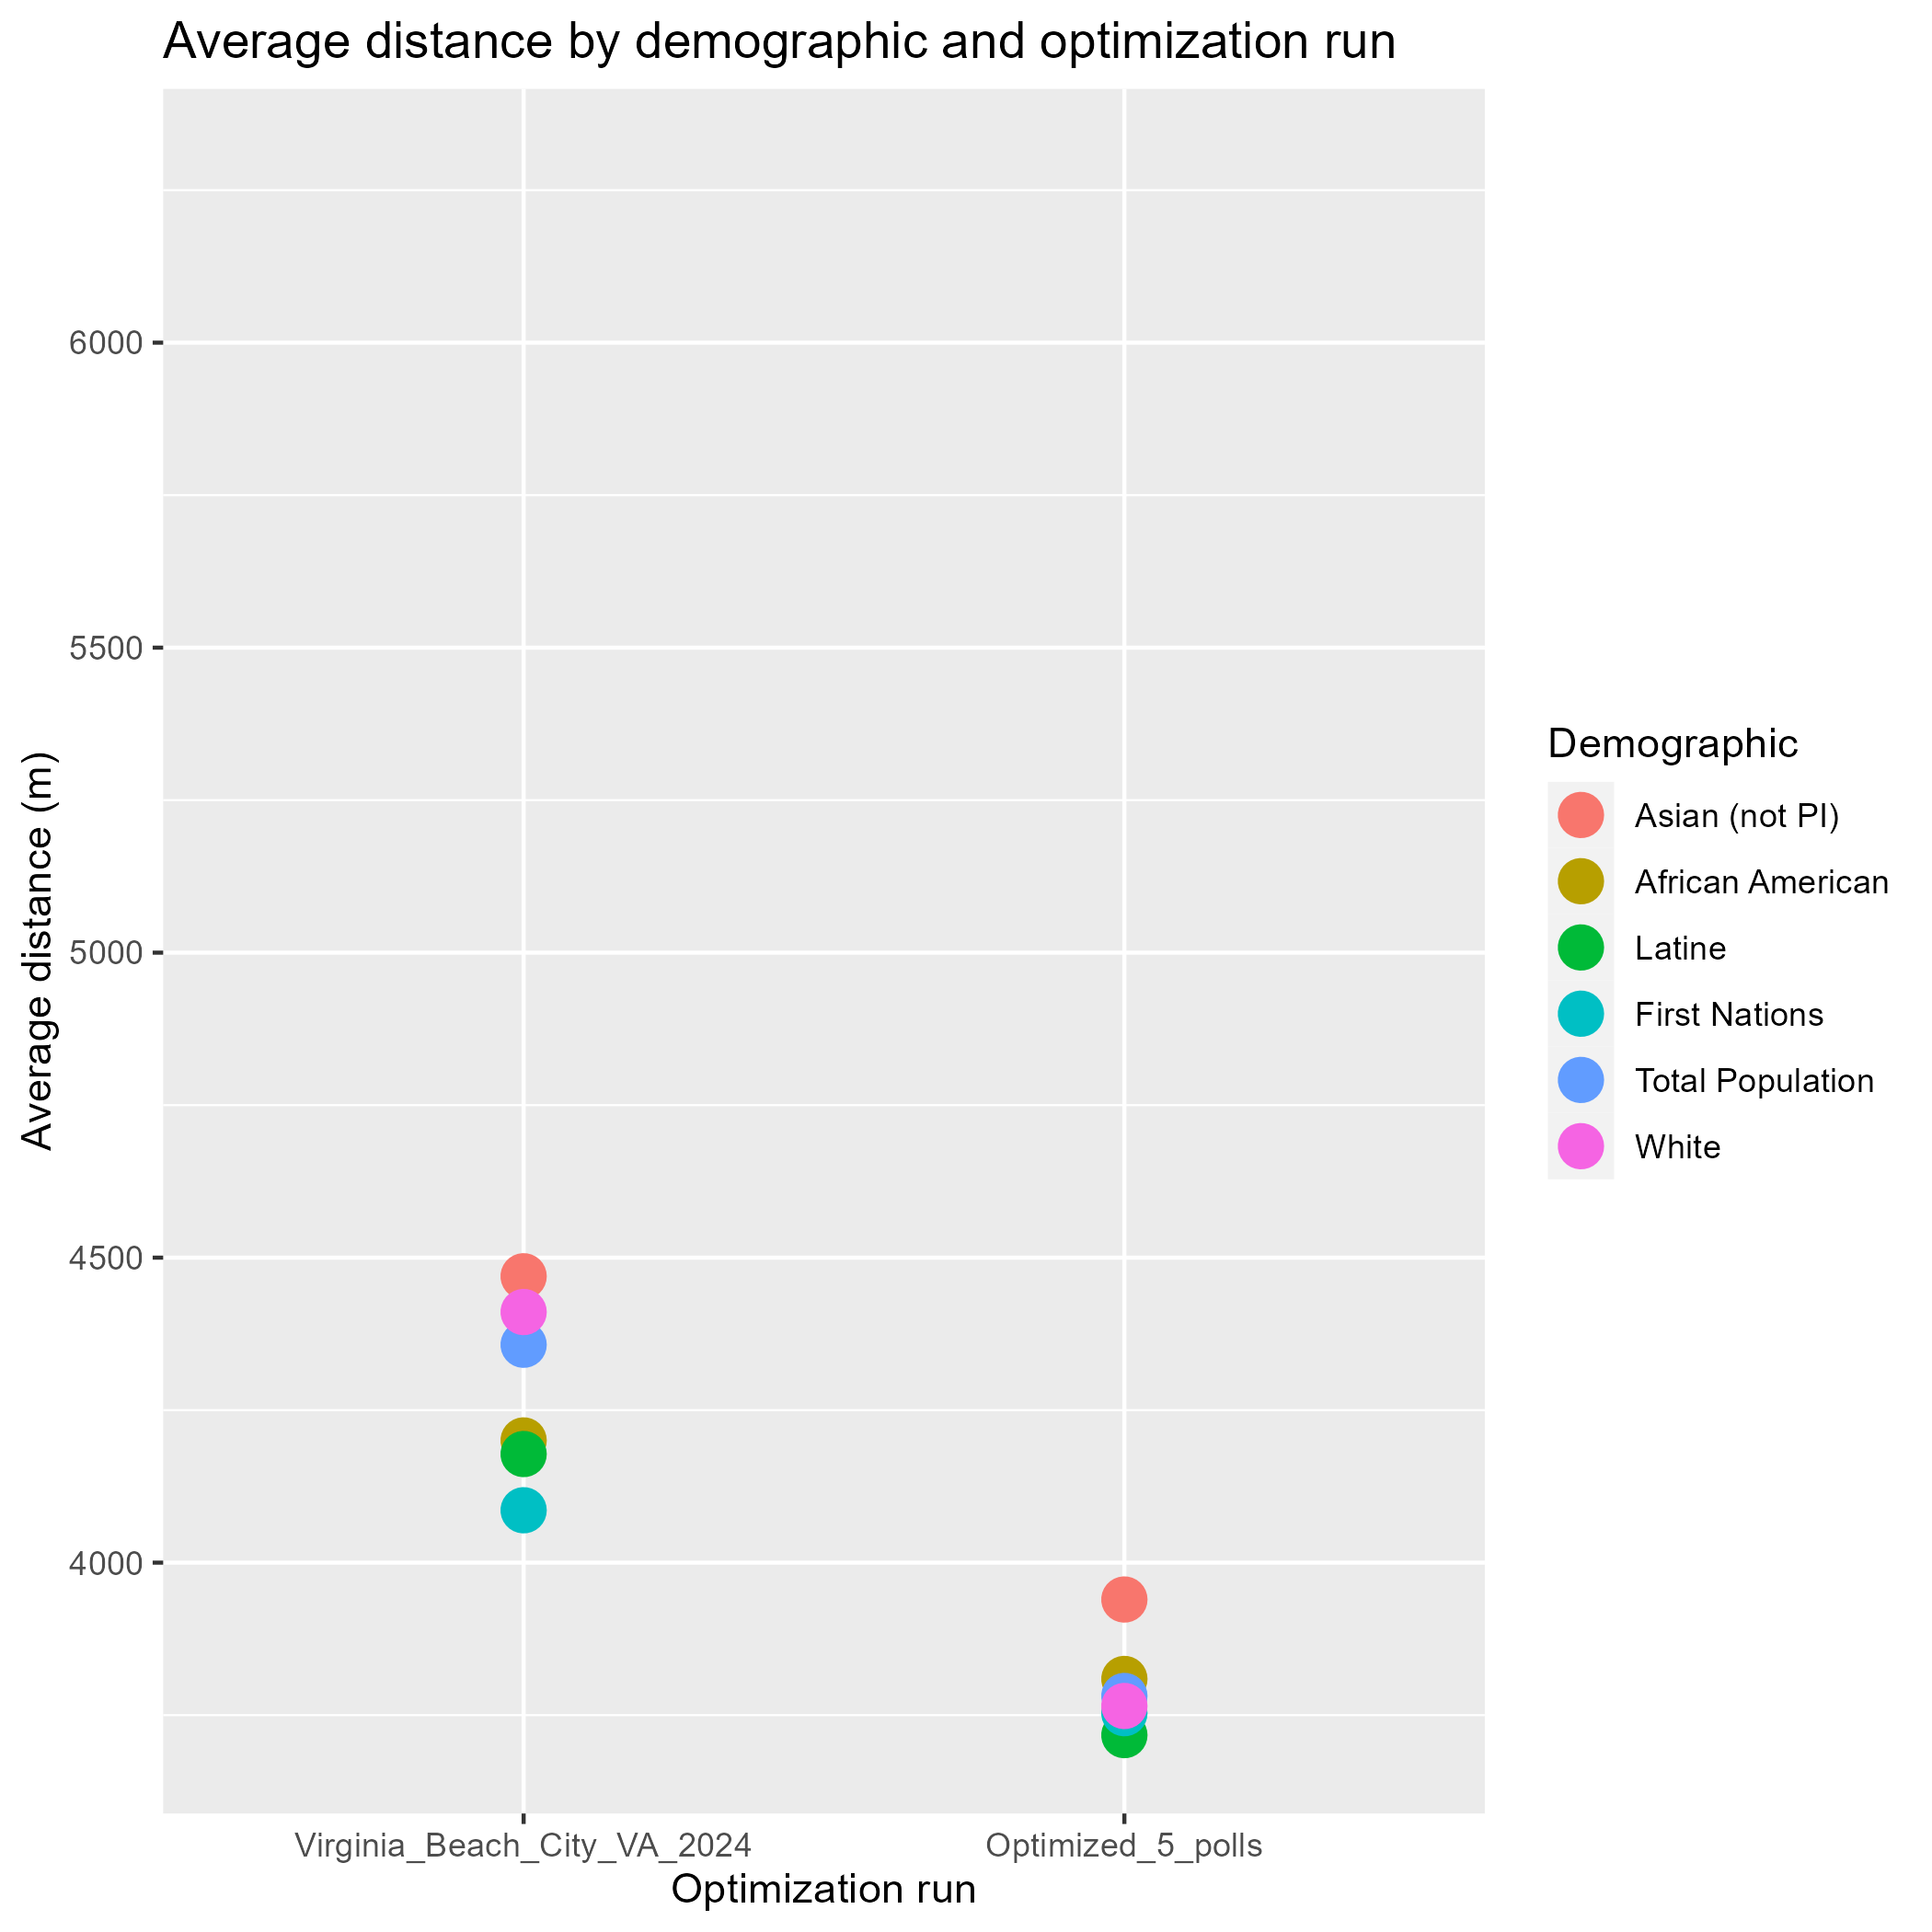 Average distance by demographic and optimization run
Average distance (m)
6000
5500
5000
4500
4000
Virginia_Beach_City_VA_2024
Optimized_5_polls
Optimization run
Demographic
Asian (not PI)
African American
Latine
First Nations
Total Population
White